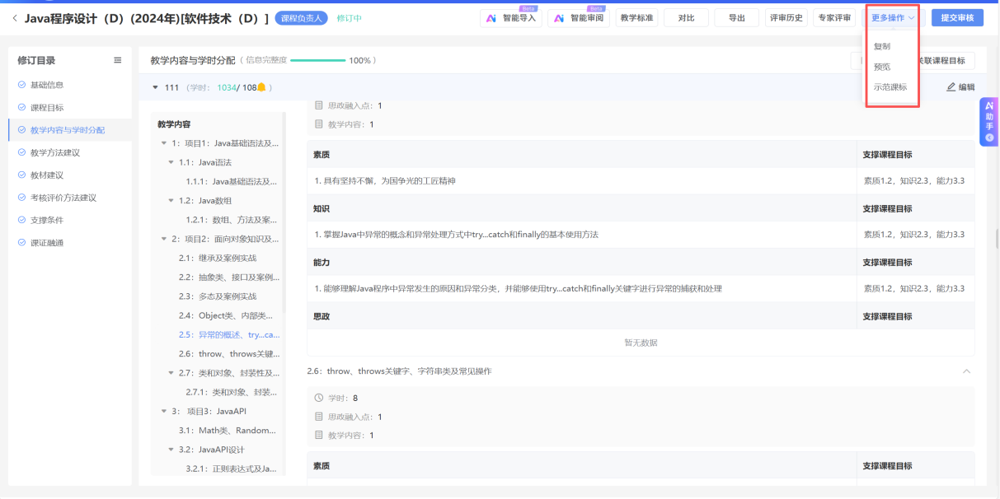 Java程序设计（D）(2024年)[软件技术（D）] 课程负责人 修订中
Beta
智能导入
Beta
智能审阅
教学标准
对比
导出
评审历史
专家评审
更多操作
提交审核
复制
预览
示范课标
修订目录
基础信息
课程目标
教学内容与学时分配
教学方法建议
教材建议
考核评价方法建议
支撑条件
课证融通
教学内容与学时分配（ 信息完整度 100% ）
联课程目标
111 （学时： 1034/ 108 ）
编辑
Ai
助
手
教学内容
1：项目1：Java基础语法及...
1.1：Java语法
1.1.1：Java基础语法及...
1.2：Java数组
1.2.1：数组、方法及案...
2：项目2：面向对象知识及...
2.1：继承及案例实战
2.2：抽象类、接口及案例...
2.3：多态及案例实战
2.4：Object类、内部类...
2.5：异常的概述、try...ca...
2.6：throw、throws关键...
2.7：类和对象、封装性及...
2.7.1：类和对象、封装...
3： 项目3：JavaAPI
3.1：Math类、Random...
3.2：JavaAPI设计
3.2.1：正则表达式及Ja...
思政融入点：1
教学内容：1
素质 支撑课程目标
1. 具有坚持不懈，为国争光的工匠精神 素质1.2，知识2.3，能力3.3
知识 支撑课程目标
1. 掌握Java中异常的概念和异常处理方式中try...catch和finally的基本使用方法 素质1.2，知识2.3，能力3.3
能力 支撑课程目标
1. 能够理解Java程序中异常发生的原因和异常分类，并能够使用try...catch和finally关键字进行异常的捕获和处理 素质1.2，知识2.3，能力3.3
思政 支撑课程目标
暂无数据
2.6：throw、throws关键字、字符串类及常见操作
学时：8
思政融入点：1
教学内容：1
素质 支撑课程目标